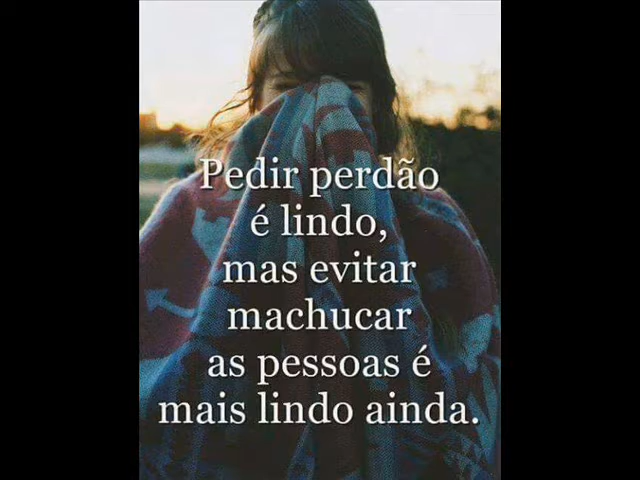 Pedir perdão
é lindo,
mas evitar
machucar
as pessoas é
mais lindo ainda.